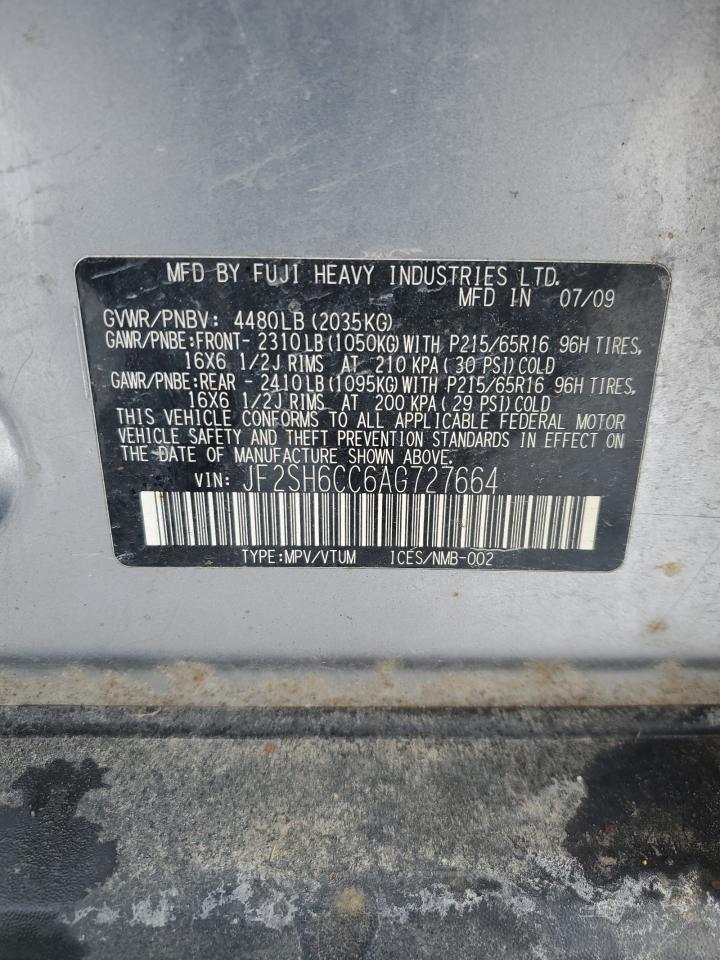 MFD BY FUJI HEAVY INDUSTRIES LTD.
MFD IN 07/09
GVWR/PNBV: 4480LB (2035KG)
GAWR/PNBE:FRONT- 2310LB (1050KG) WITH P215/65R16 96H TIRES,
16X6 1/2J RIMS AT 210 KPA (30 PSI) COLD
GAWR/PNBE:REAR - 2410LB (1095KG) WITH P215/65R16 96H TIRES,
16X6 1/2J RIMS AT 200 KPA (29 PSI) COLD
THIS VEHICLE CONFORMS TO ALL APPLICABLE FEDERAL MOTOR
VEHICLE SAFETY AND THEFT PREVENTION STANDARDS IN EFFECT ON
THE DATE OF MANUFACTURE SHOWN ABOVE.
VIN: JF2SH6CC6AG727664
TYPE:MPV/VTUM ICES/NMB-002